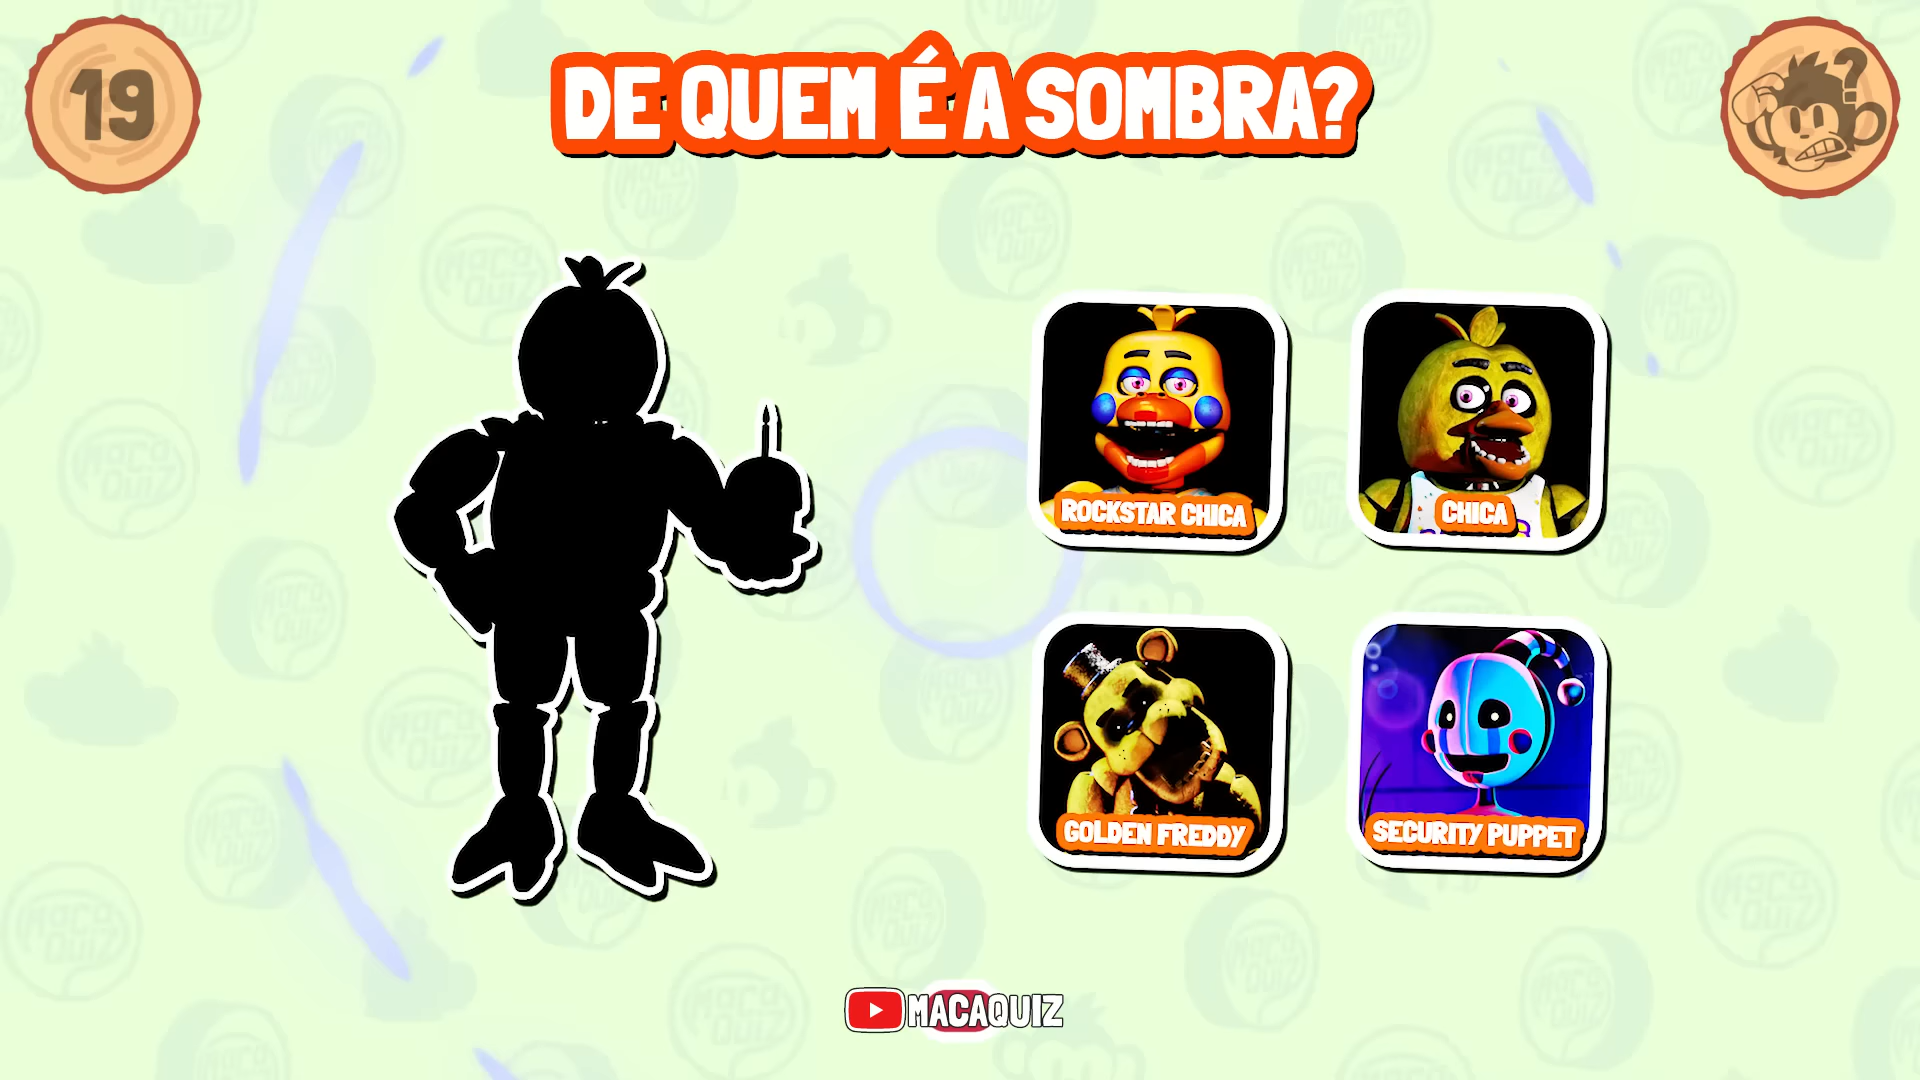 19
DE QUEM É A SOMBRA?
?
ROCKSTAR CHICA
CHICA
GOLDEN FREDDY
SECURITY PUPPET
MACAQUIZ